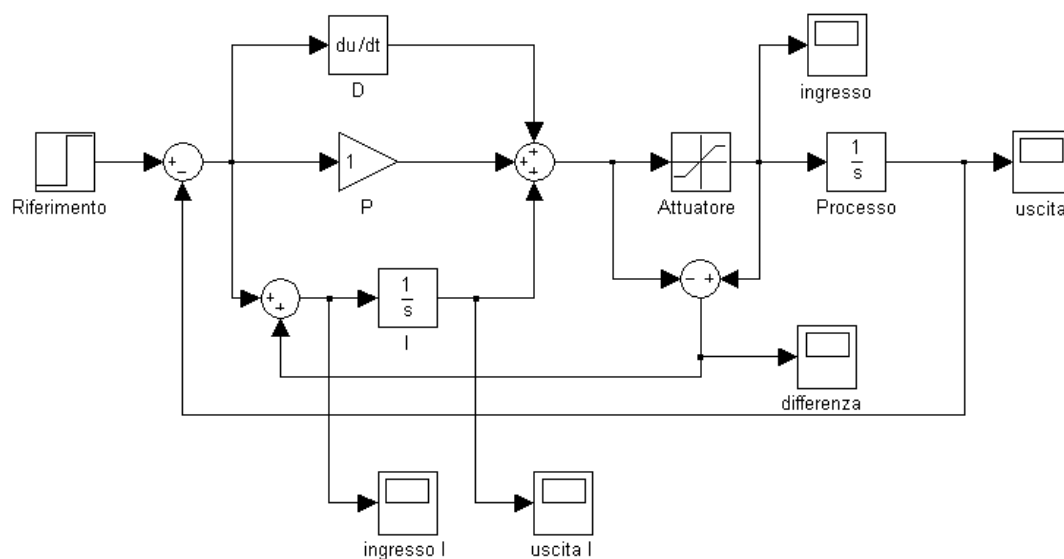 du/dt
D
ingresso
Riferimento
+
−
1
P
+
+
+
Attuatore
1
s
Processo
uscita
+
+
1
s
I
− +
differenza
ingresso I
uscita I